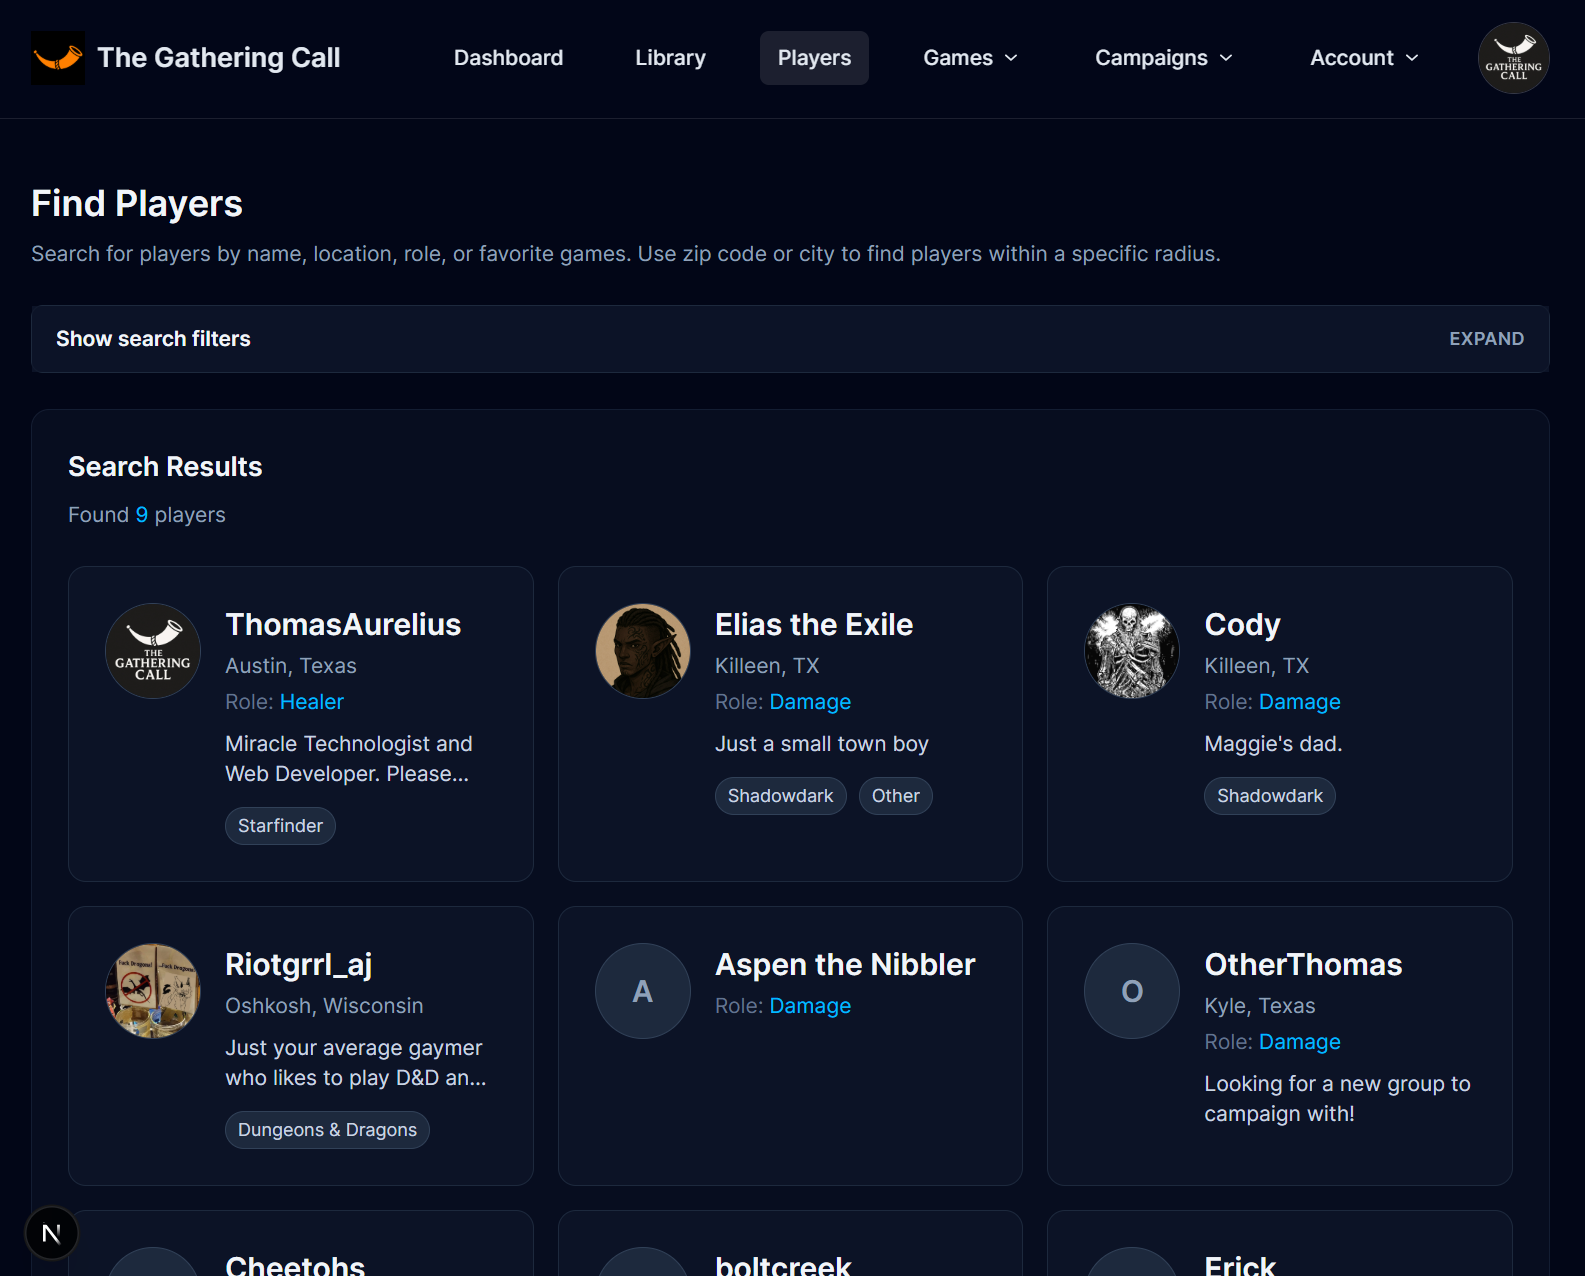 The Gathering Call
Dashboard
Library
Players
Games
Campaigns
Account
THE
GATHERING
CALL
Find Players
Search for players by name, location, role, or favorite games. Use zip code or city to find players within a specific radius.
Show search filters
EXPAND
Search Results
Found 9 players
THE
GATHERING
CALL
ThomasAurelius
Austin, Texas
Role: Healer
Miracle Technologist and
Web Developer. Please...
Starfinder
Elias the Exile
Killeen, TX
Role: Damage
Just a small town boy
Shadowdark
Other
Cody
Killeen, TX
Role: Damage
Maggie's dad.
Shadowdark
Riotgrrl_aj
Oshkosh, Wisconsin
Just your average gaymer
who likes to play D&D an...
Dungeons & Dragons
A
Aspen the Nibbler
Role: Damage
O
OtherThomas
Kyle, Texas
Role: Damage
Looking for a new group to
campaign with!
N
Cheetohs
boltcreek
Erick